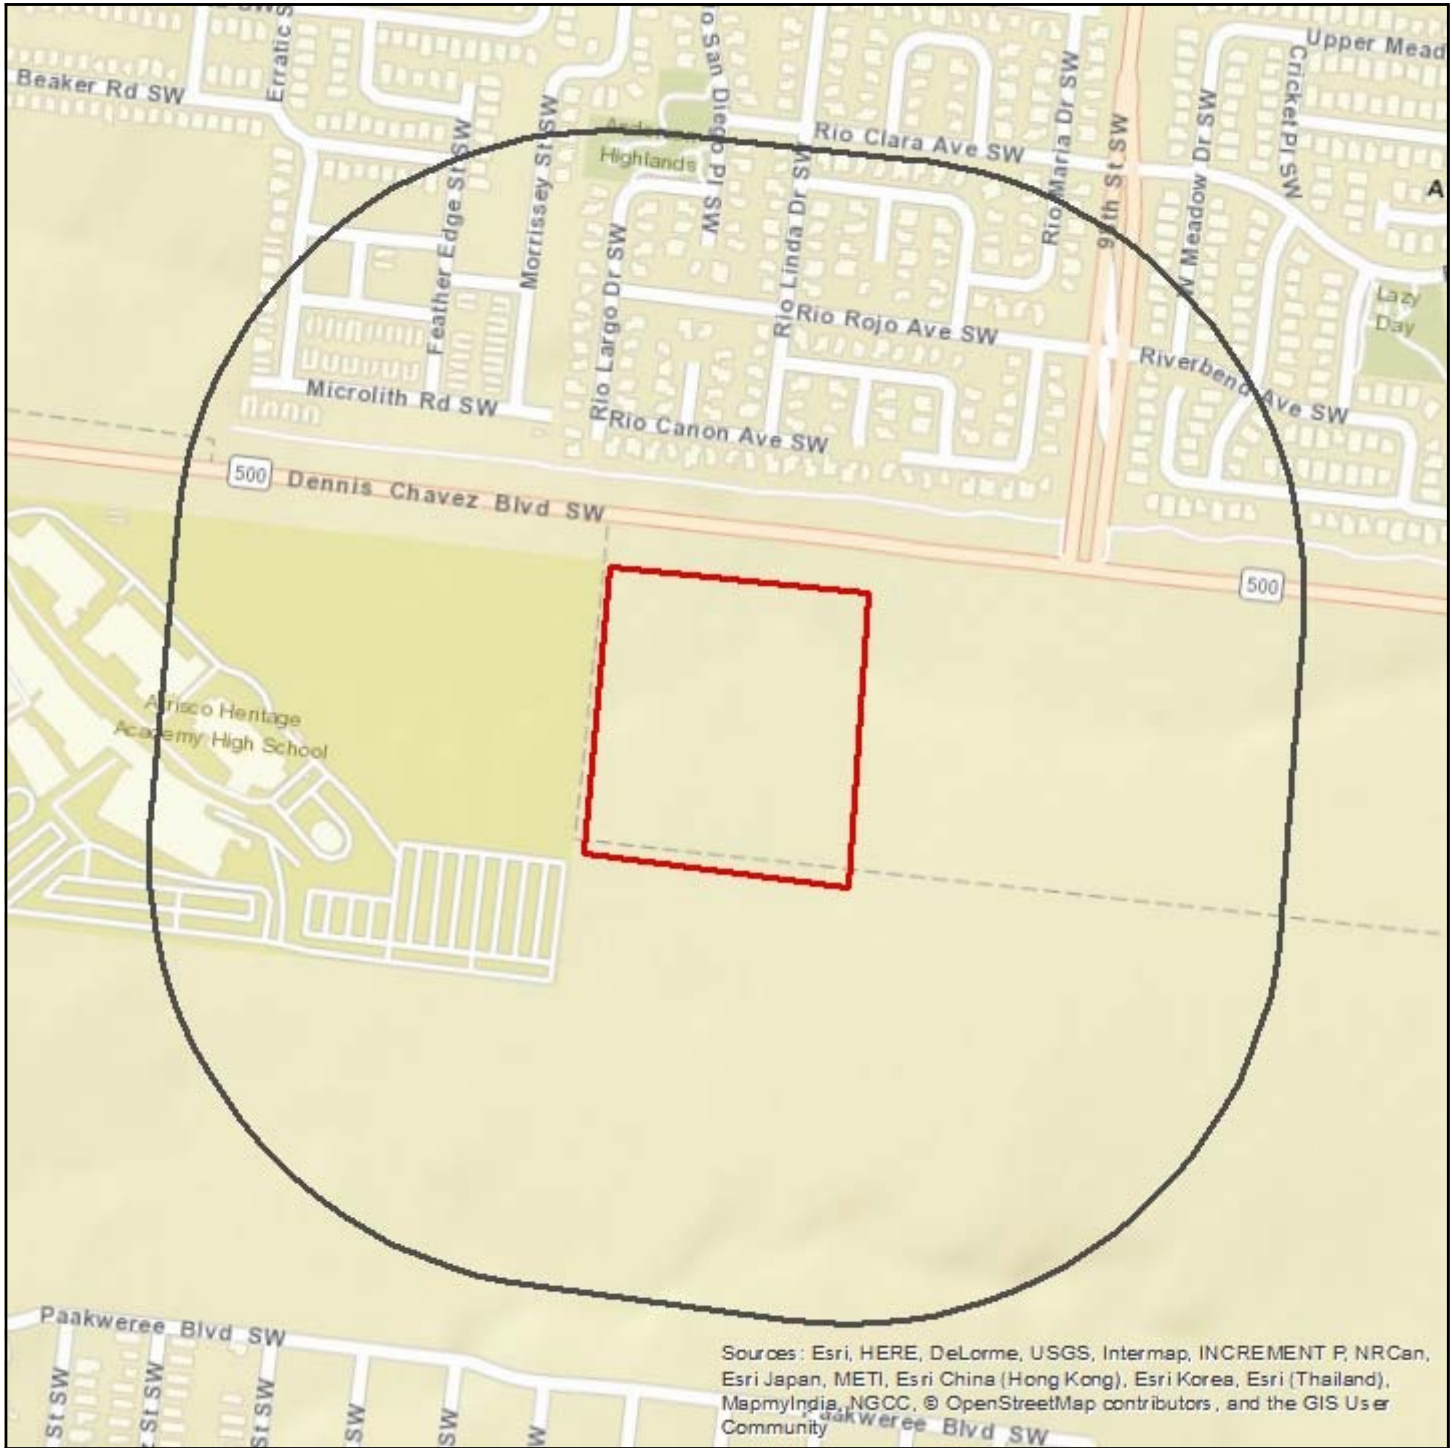 Upper Mead
Erratic S
Beaker Rd SW
o San Diego Pl SW
Cricket Pl SW
Rio Clara Ave SW
Rio Maria Dr SW
St SW
W Meadow Dr SW
A
Highlands
Morrissey St SW
Feather Edge St SW
Rio Largo Dr SW
Rio Linda Dr SW
Rio Rojo Ave SW
Lazy
Day
Riverbend Ave SW
Microlith Rd SW
Rio Canon Ave SW
500
Dennis Chavez Blvd SW
500
Atrisco Heritage
Academy High School
Paakweree Blvd SW
St SW
St SW
St SW
SW
SW
W
Paakweree Blvd SW
Sources: Esri, HERE, DeLorme, USGS, Intermap, INCREMENT P, NRCan,
Esri Japan, METI, Esri China (Hong Kong), Esri Korea, Esri (Thailand),
MapmyIndia, NGCC, © OpenStreetMap contributors, and the GIS User
Community